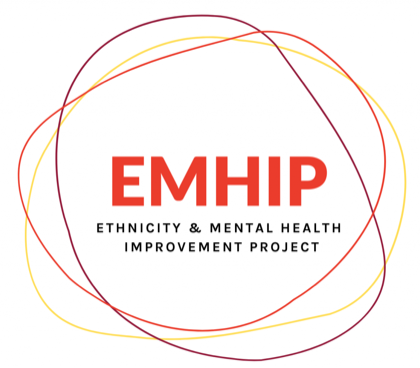 EMHIP
ETHNICITY & MENTAL HEALTH
IMPROVEMENT PROJECT